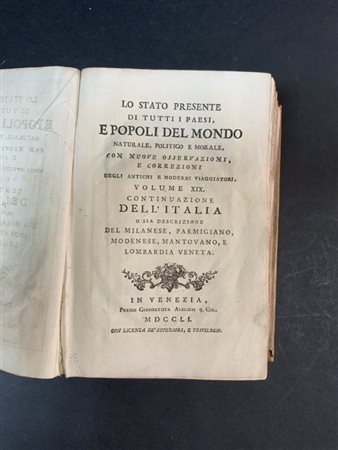 LO STATO PRESENTE
DI TUTTI I PAESI,
E POPOLI DEL MONDO
NATURALE, POLITICO E MORALE,
CON NUOVE OSSERVAZIONI,
E CORREZIONI
DEGLI ANTICHI E MODERNI VIAGGIATORI.
VOLUME XIX.
CONTINUAZIONE
DELL'ITALIA
O SIA DESCRIZIONE
DEL MILANESE, PARMIGIANO,
MODENESE, MANTOVANO, E
LOMBARDIA VENETA.
IN VENEZIA,
Presso Giambatista Albrizzi q. Gir.
MDCCLI.
CON LICENZA DE' SUPERIORI, E PRIVILEGIO.